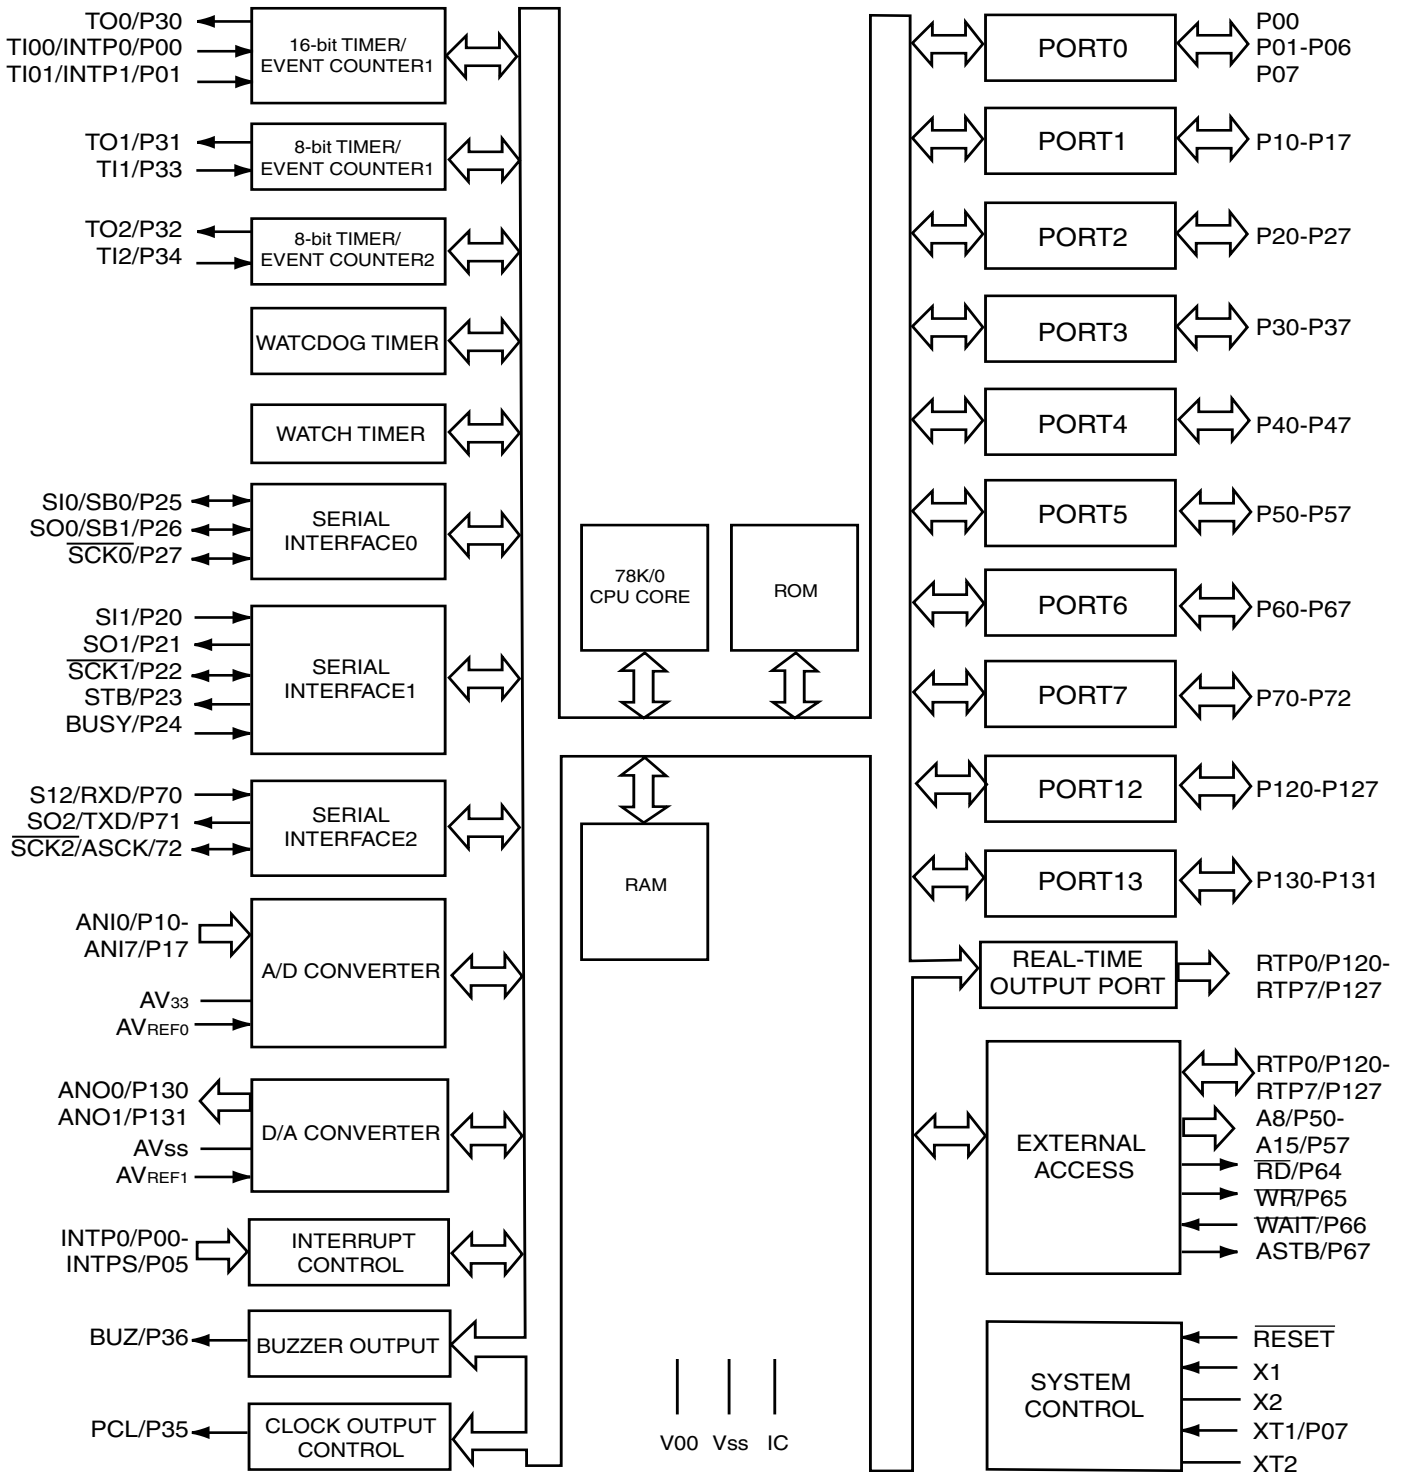 TO0/P30
TI00/INTP0/P00
TI01/INTP1/P01
16-bit TIMER/
EVENT COUNTER1
TO1/P31
TI1/P33
8-bit TIMER/
EVENT COUNTER1
TO2/P32
TI2/P34
8-bit TIMER/
EVENT COUNTER2
WATCDOG TIMER
WATCH TIMER
SI0/SB0/P25
SO0/SB1/P26
SCK0/P27
SERIAL
INTERFACE0
SI1/P20
SO1/P21
SCK1/P22
STB/P23
BUSY/P24
SERIAL
INTERFACE1
S12/RXD/P70
SO2/TXD/P71
SCK2/ASCK/72
SERIAL
INTERFACE2
ANI0/P10-
ANI7/P17
AV33
AVREF0
A/D CONVERTER
ANO0/P130
ANO1/P131
AVss
AVREF1
D/A CONVERTER
INTP0/P00-
INTPS/P05
INTERRUPT
CONTROL
BUZ/P36
BUZZER OUTPUT
PCL/P35
CLOCK OUTPUT
CONTROL
78K/0
CPU CORE
ROM
RAM
V00 Vss IC
PORT0
P00
P01-P06
P07
PORT1
P10-P17
PORT2
P20-P27
PORT3
P30-P37
PORT4
P40-P47
PORT5
P50-P57
PORT6
P60-P67
PORT7
P70-P72
PORT12
P120-P127
PORT13
P130-P131
REAL-TIME
OUTPUT PORT
RTP0/P120-
RTP7/P127
EXTERNAL
ACCESS
RTP0/P120-
RTP7/P127
A8/P50-
A15/P57
RD/P64
WR/P65
WAIT/P66
ASTB/P67
SYSTEM
CONTROL
RESET
X1
X2
XT1/P07
XT2